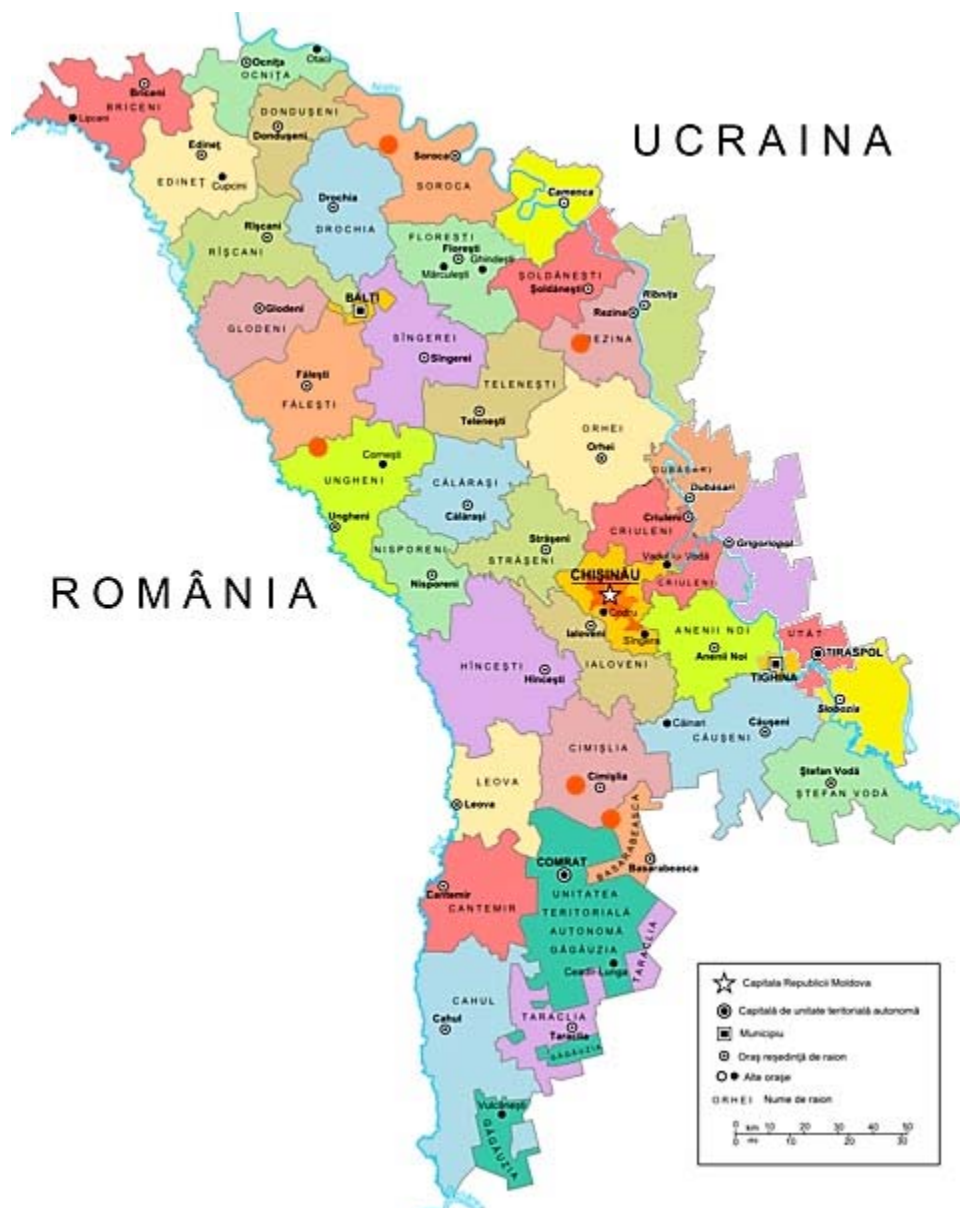 Otaci
Ocnița
OCNIȚA
Briceni
BRICENI
Lipcani
DONDUȘENI
Dondușeni
UCRAINA
Edineț
EDINEȚ
Cupcini
Soroca
SOROCA
Camenca
Drochia
DROCHIA
Rîșcani
RÎȘCANI
FLOREȘTI
Florești
Ghindești
Mărculești
ȘOLDĂNEȘTI
Șoldănești
Rîbnița
Rezina
EZINA
BĂLȚI
Glodeni
GLODENI
SÎNGEREI
Sîngerei
Fălești
FĂLEȘTI
TELENEȘTI
Telenești
ORHEI
Orhei
Cornești
UNGHENI
Ungheni
CĂLĂRAȘI
Călărași
DUBĂSARI
Dubăsari
CRIULENI
Criuleni
Grigoriopol
Strășeni
STRĂȘENI
NISPORENI
Nisporeni
Vadul lui Vodă
CRIULENI
CHIȘINĂU
Codru
ROMÂNIA
Ialoveni
IALOVENI
Sîngera
ANENII NOI
Anenii Noi
UTAT
TIRASPOL
TIGHINA
HÎNCEȘTI
Hîncești
Slobozia
Căinari
Căușeni
CĂUȘENI
CIMIȘLIA
Cimișlia
Ștefan Vodă
ȘTEFAN VODĂ
LEOVA
Leova
BASARABEASCA
Basarabeasca
COMRAT
Cantemir
CANTEMIR
UNITATEA
TERITORIALĂ
AUTONOMĂ
GĂGĂUZIA
TARACLIA
Ceadîr-Lunga
CAHUL
Cahul
TARACLIA
Taraclia
GĂGĂUZIA
Vulcănești
GĂGĂUZIA
Capitala Republicii Moldova
Capitală de unitate teritorială autonomă
Municipiu
Oraș reședință de raion
Alte orașe
ORHEI Nume de raion
0 km 10 20 30 40 50
0 10 20 30